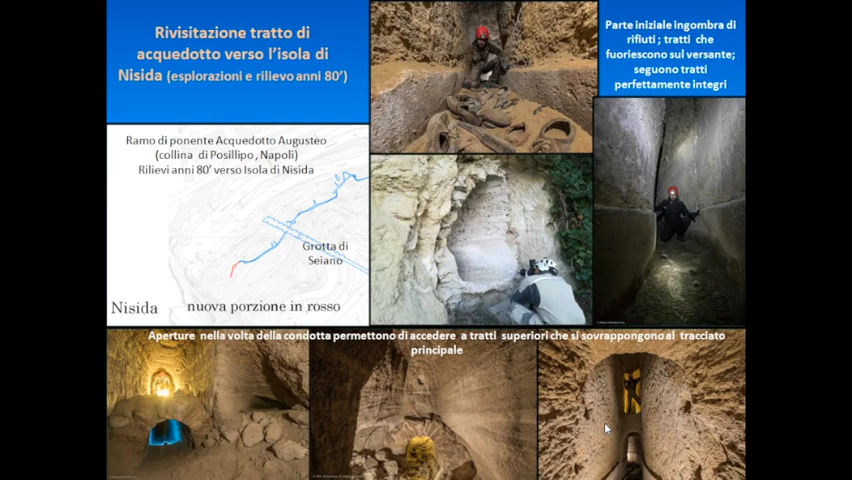 Rivisitazione tratto di
acquedotto verso l'isola di
Nisida (esplorazioni e rilievo anni 80')
Parte iniziale ingombra di
rifiuti ; tratti che
fuoriescono sul versante;
seguono tratti
perfettamente integri
Ramo di ponente Acquedotto Augusteo
(collina di Posillipo , Napoli)
Rilievi anni 80' verso Isola di Nisida
Grotta di
Seiano
Nisida
nuova porzione in rosso
Aperture nella volta della condotta permettono di accedere a tratti superiori che si sovrappongono al tracciato
principale